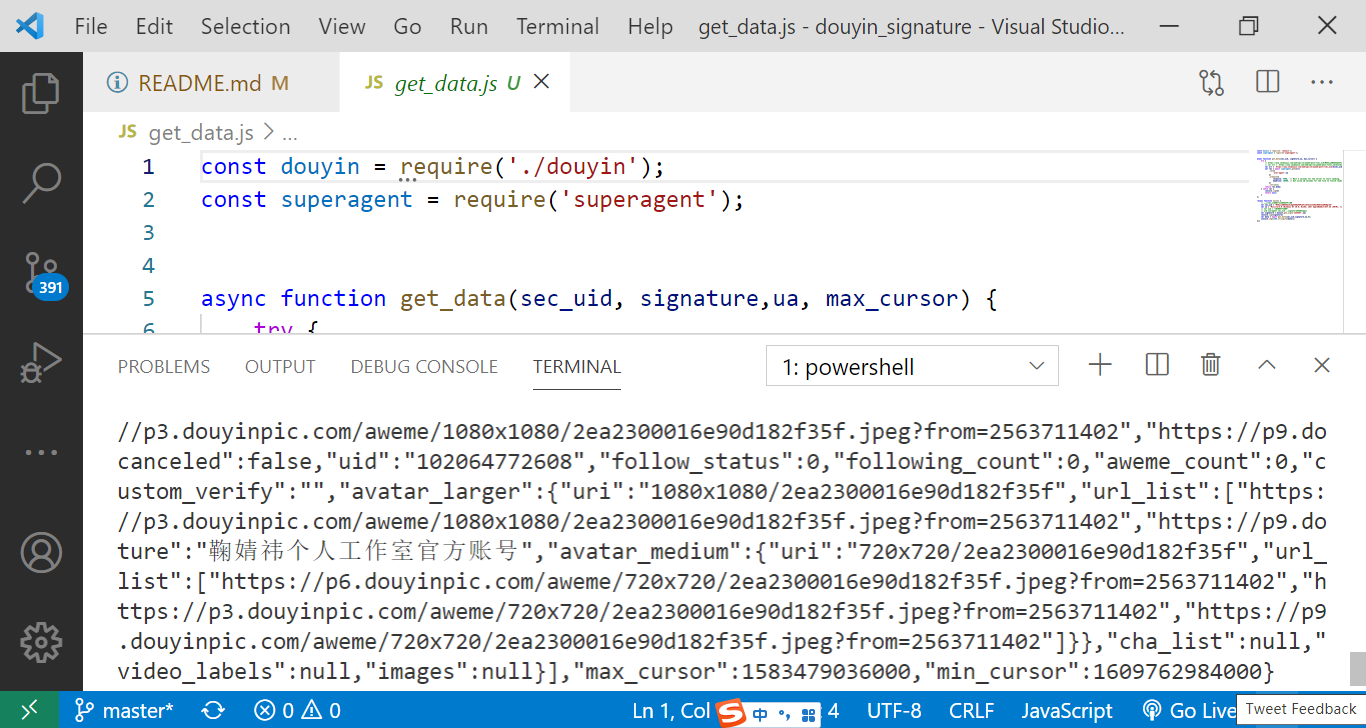 File Edit Selection View Go Run Terminal Help get_data.js - douyin_signature - Visual Studio...
README.md M
JS get_data.js U
JS get_data.js > ...
1 const douyin = require('./douyin');
2 const superagent = require('superagent');
3
4
5 async function get_data(sec_uid, signature,ua, max_cursor) {
6 try {
391
PROBLEMS OUTPUT DEBUG CONSOLE TERMINAL 1: powershell
//p3.douyinpic.com/aweme/1080x1080/2ea2300016e90d182f35f.jpeg?from=2563711402","https://p9.do
canceled":false,"uid":"102064772608","follow_status":0,"following_count":0,"aweme_count":0,"c
ustom_verify":"","avatar_larger":{"uri":"1080x1080/2ea2300016e90d182f35f","url_list":["https:
//p3.douyinpic.com/aweme/1080x1080/2ea2300016e90d182f35f.jpeg?from=2563711402","https://p9.do
ture":"鞠婧祎个人工作室官方账号","avatar_medium":{"uri":"720x720/2ea2300016e90d182f35f","url_
list":["https://p6.douyinpic.com/aweme/720x720/2ea2300016e90d182f35f.jpeg?from=2563711402","h
ttps://p3.douyinpic.com/aweme/720x720/2ea2300016e90d182f35f.jpeg?from=2563711402","https://p9
.douyinpic.com/aweme/720x720/2ea2300016e90d182f35f.jpeg?from=2563711402"]}},"cha_list":null,"
video_labels":null,"images":null}],"max_cursor":1583479036000,"min_cursor":1609762984000}
master* 0 0 Ln 1, Col S 中 4 UTF-8 CRLF JavaScript Go Live Tweet Feedback